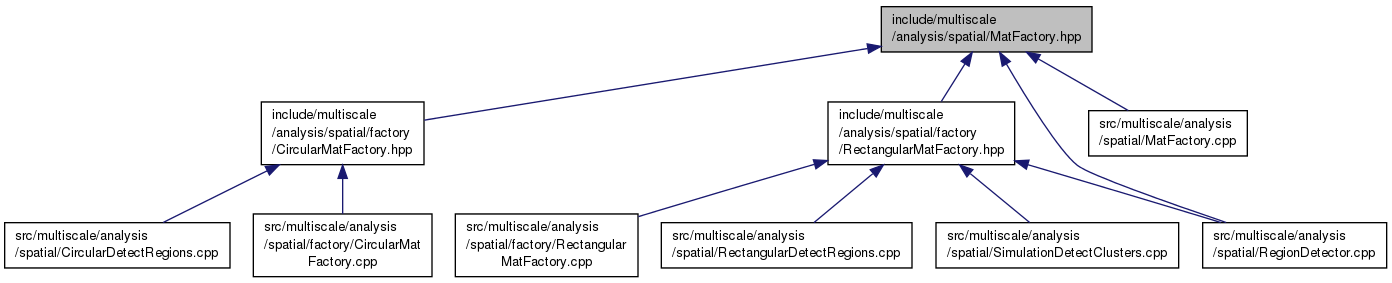 include/multiscale
/analysis/spatial/MatFactory.hpp
include/multiscale
/analysis/spatial/factory
/CircularMatFactory.hpp
include/multiscale
/analysis/spatial/factory
/RectangularMatFactory.hpp
src/multiscale/analysis
/spatial/MatFactory.cpp
src/multiscale/analysis
/spatial/CircularDetectRegions.cpp
src/multiscale/analysis
/spatial/factory/CircularMat
Factory.cpp
src/multiscale/analysis
/spatial/factory/Rectangular
MatFactory.cpp
src/multiscale/analysis
/spatial/RectangularDetectRegions.cpp
src/multiscale/analysis
/spatial/SimulationDetectClusters.cpp
src/multiscale/analysis
/spatial/RegionDetector.cpp